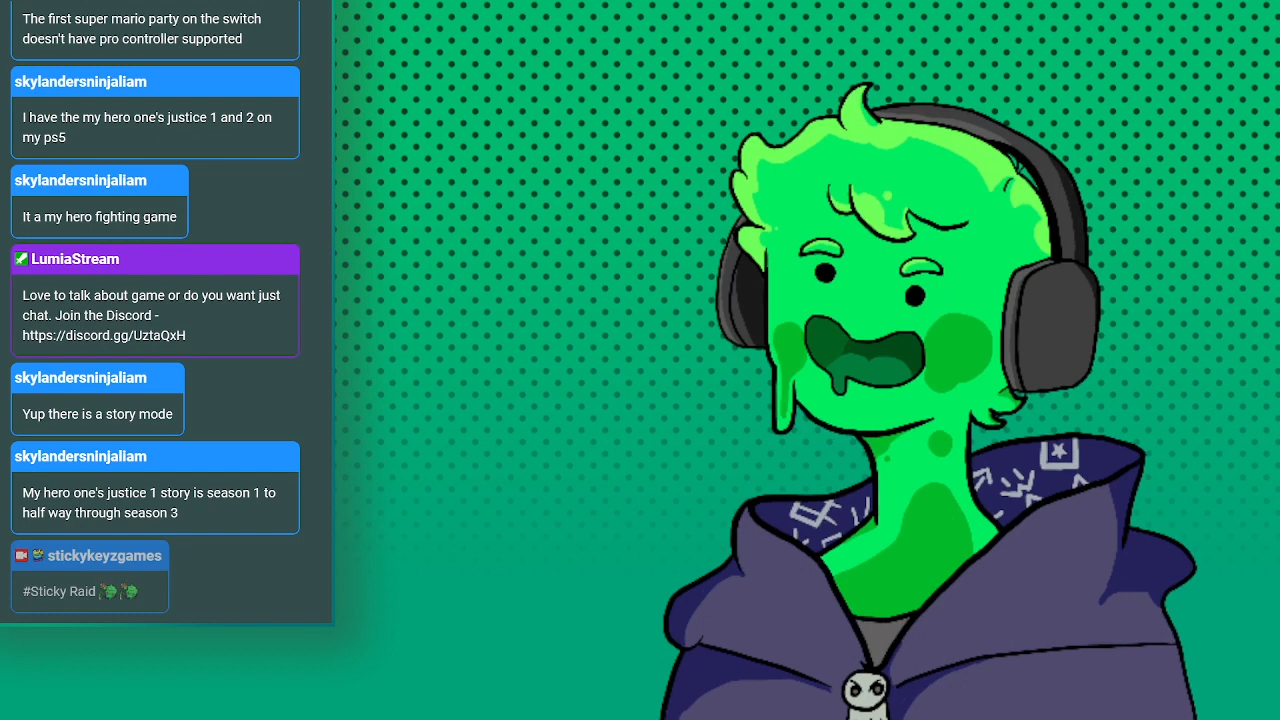 The first super mario party on the switch
doesn't have pro controller supported
skylandersninjaliam
I have the my hero one's justice 1 and 2 on
my ps5
skylandersninjaliam
It a my hero fighting game
LumiaStream
Love to talk about game or do you want just
chat. Join the Discord -
https://discord.gg/UztaQxH
skylandersninjaliam
Yup there is a story mode
skylandersninjaliam
My hero one's justice 1 story is season 1 to
half way through season 3
stickykeyzgames
#Sticky Raid